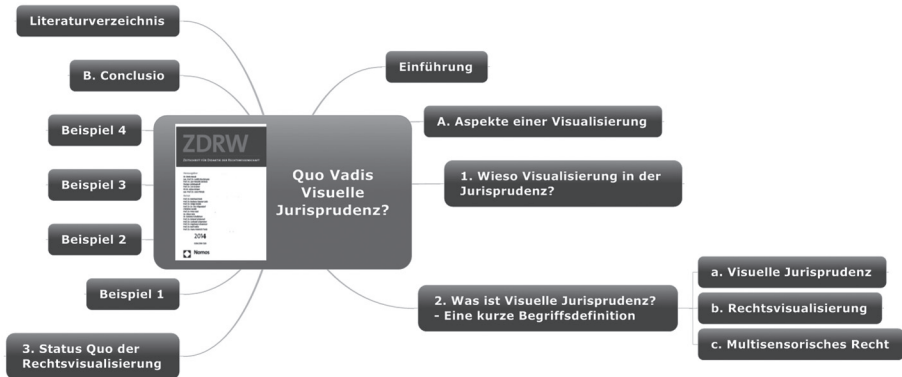 Literaturverzeichnis
B. Conclusio
Beispiel 4
Beispiel 3
Beispiel 2
Beispiel 1
3. Status Quo der
Rechtsvisualisierung
ZDRW
2014
Nomos
Quo Vadis
Visuelle
Jurisprudenz?
Einführung
A. Aspekte einer Visualisierung
1. Wieso Visualisierung in der
Jurisprudenz?
2. Was ist Visuelle Jurisprudenz?
- Eine kurze Begriffsdefinition
a. Visuelle Jurisprudenz
b. Rechtsvisualisierung
c. Multisensorisches Recht